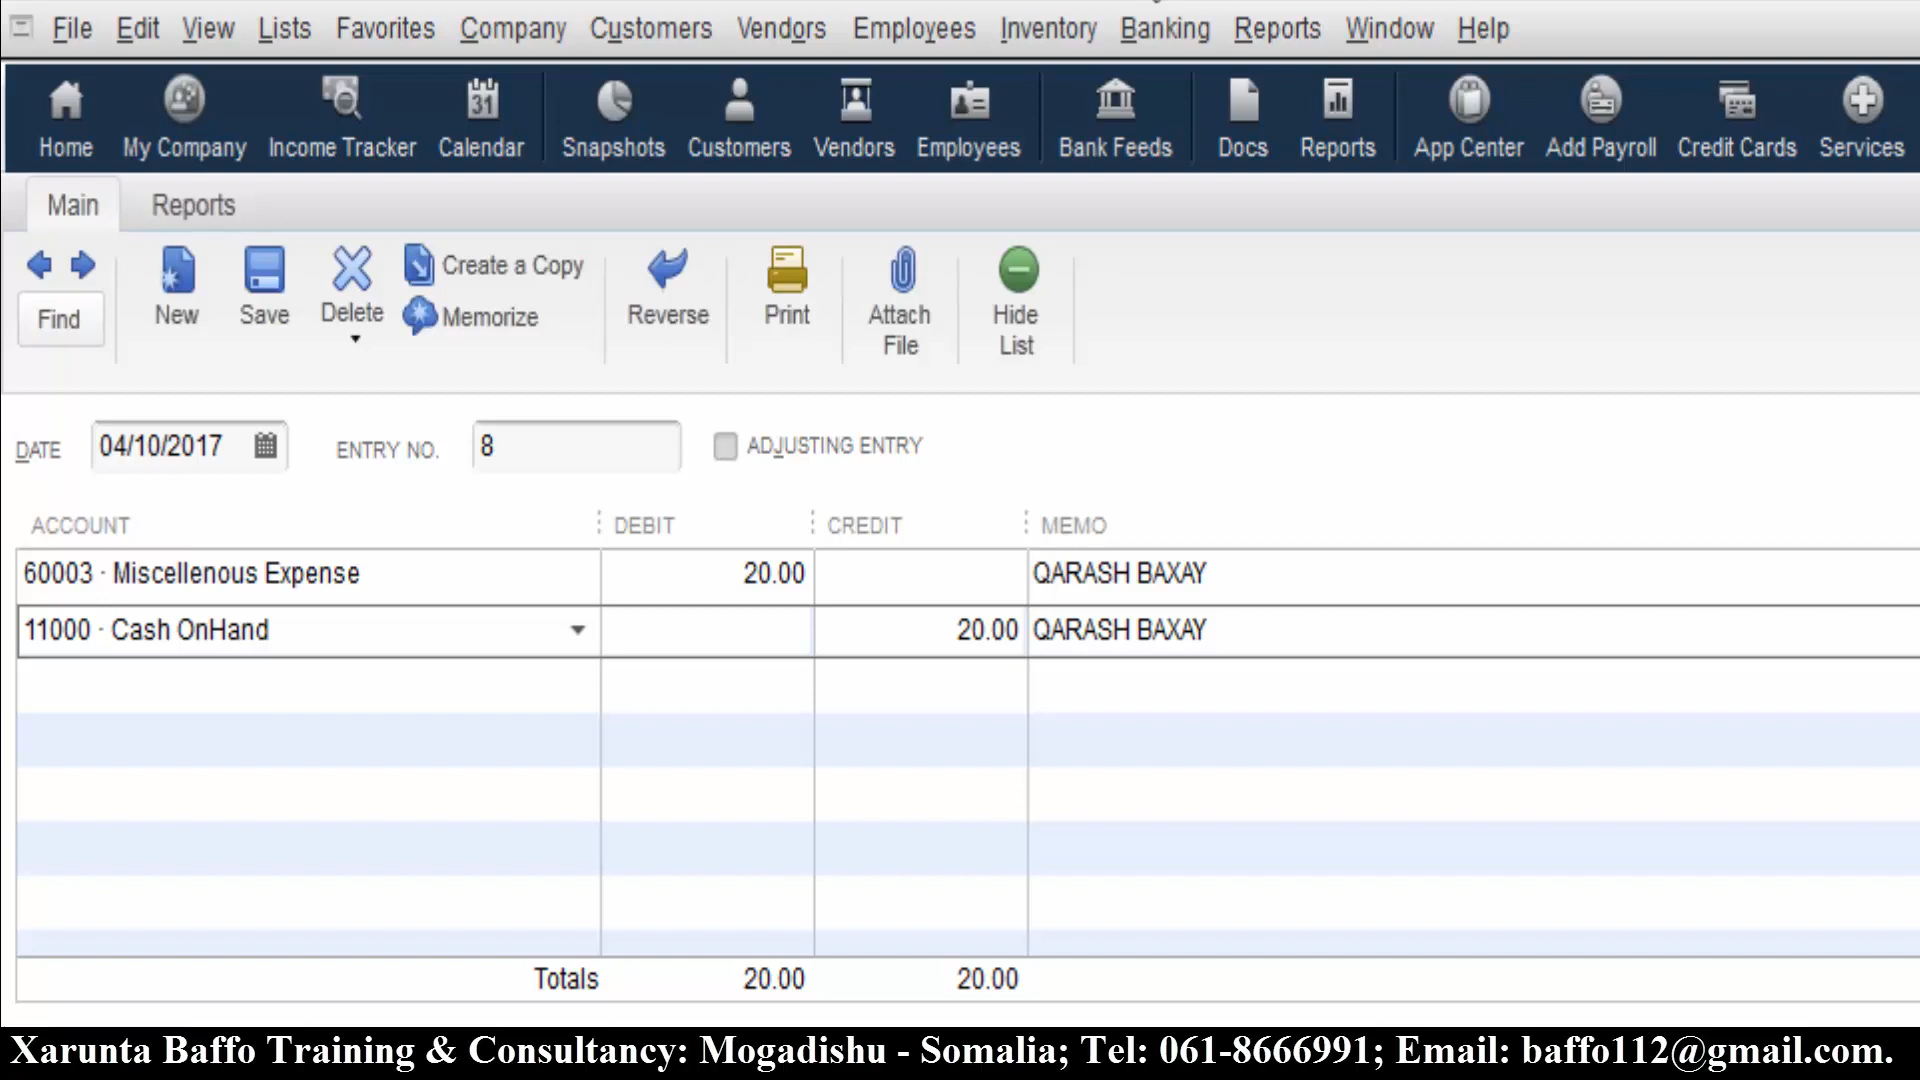 File Edit View Lists Favorites Company Customers Vendors Employees Inventory Banking Reports Window Help
31
Home My Company Income Tracker Calendar Snapshots Customers Vendors Employees Bank Feeds Docs Reports App Center Add Payroll Credit Cards Services
Main Reports
Find New Save Delete Create a Copy Memorize Reverse Print Attach File Hide List
DATE 04/10/2017 ENTRY NO. 8 ADJUSTING ENTRY
ACCOUNT DEBIT CREDIT MEMO
60003 · Miscellenous Expense 20.00 QARASH BAXAY
11000 · Cash OnHand 20.00 QARASH BAXAY
Totals 20.00 20.00
Xarunta Baffo Training & Consultancy: Mogadishu - Somalia; Tel: 061-8666991; Email: baffo112@gmail.com.